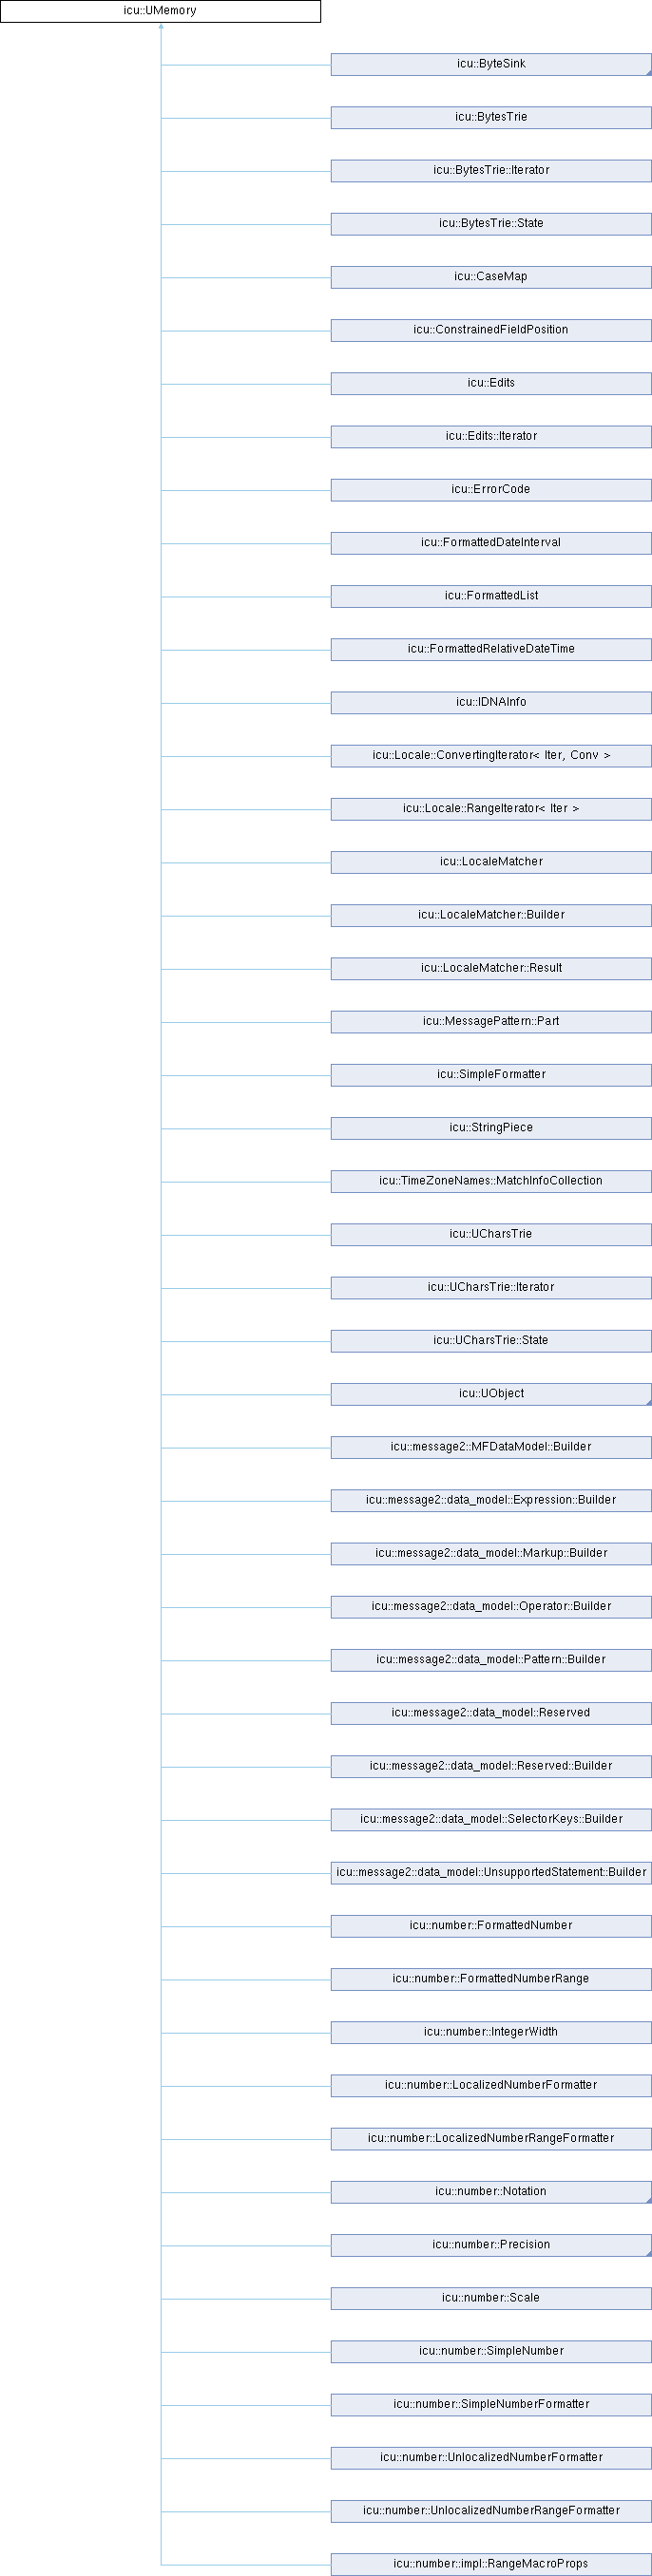 icu::UMemory
icu::ByteSink
icu::BytesTrie
icu::BytesTrie::Iterator
icu::BytesTrie::State
icu::CaseMap
icu::ConstrainedFieldPosition
icu::Edits
icu::Edits::Iterator
icu::ErrorCode
icu::FormattedDateInterval
icu::FormattedList
icu::FormattedRelativeDateTime
icu::IDNAInfo
icu::Locale::ConvertingIterator< Iter, Conv >
icu::Locale::RangeIterator< Iter >
icu::LocaleMatcher
icu::LocaleMatcher::Builder
icu::LocaleMatcher::Result
icu::MessagePattern::Part
icu::SimpleFormatter
icu::StringPiece
icu::TimeZoneNames::MatchInfoCollection
icu::UCharsTrie
icu::UCharsTrie::Iterator
icu::UCharsTrie::State
icu::UObject
icu::message2::MFDataModel::Builder
icu::message2::data_model::Expression::Builder
icu::message2::data_model::Markup::Builder
icu::message2::data_model::Operator::Builder
icu::message2::data_model::Pattern::Builder
icu::message2::data_model::Reserved
icu::message2::data_model::Reserved::Builder
icu::message2::data_model::SelectorKeys::Builder
icu::message2::data_model::UnsupportedStatement::Builder
icu::number::FormattedNumber
icu::number::FormattedNumberRange
icu::number::IntegerWidth
icu::number::LocalizedNumberFormatter
icu::number::LocalizedNumberRangeFormatter
icu::number::Notation
icu::number::Precision
icu::number::Scale
icu::number::SimpleNumber
icu::number::SimpleNumberFormatter
icu::number::UnlocalizedNumberFormatter
icu::number::UnlocalizedNumberRangeFormatter
icu::number::impl::RangeMacroProps